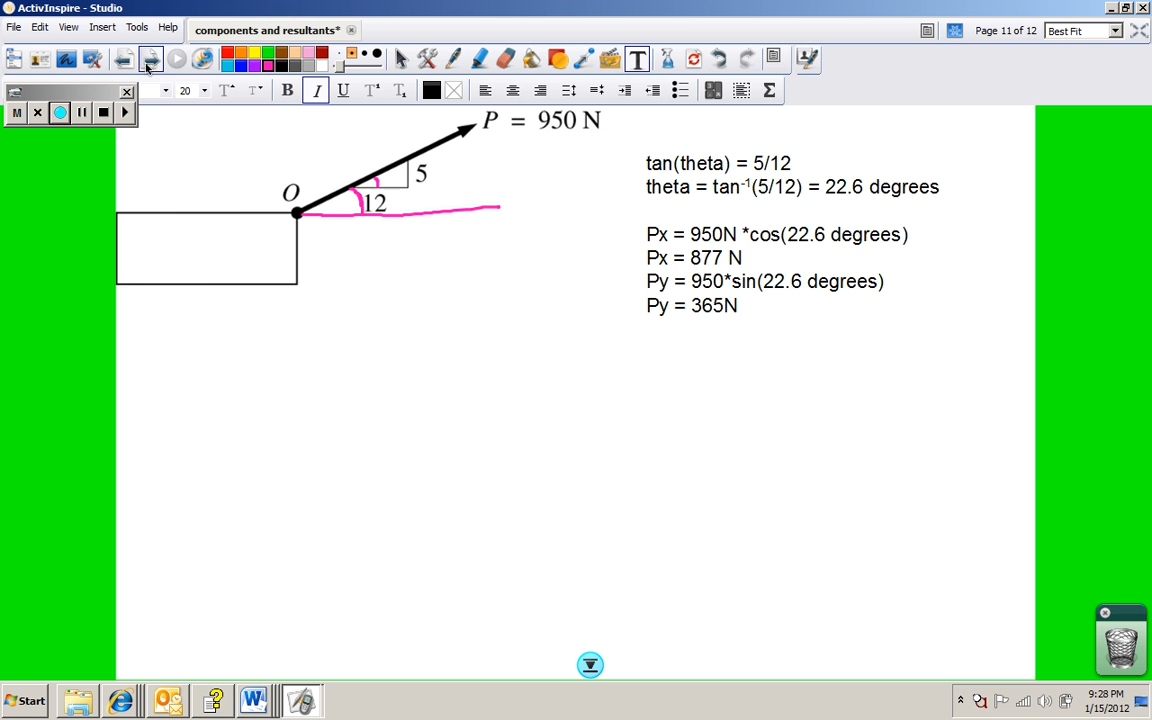 ActivInspire - Studio
File Edit View Insert Tools Help
components and resultants*
Page 11 of 12
Best Fit
20
B I U
M
P = 950 N
5
O
12
tan(theta) = 5/12
theta = tan-1(5/12) = 22.6 degrees
Px = 950N *cos(22.6 degrees)
Px = 877 N
Py = 950*sin(22.6 degrees)
Py = 365N
Start
9:28 PM
1/15/2012